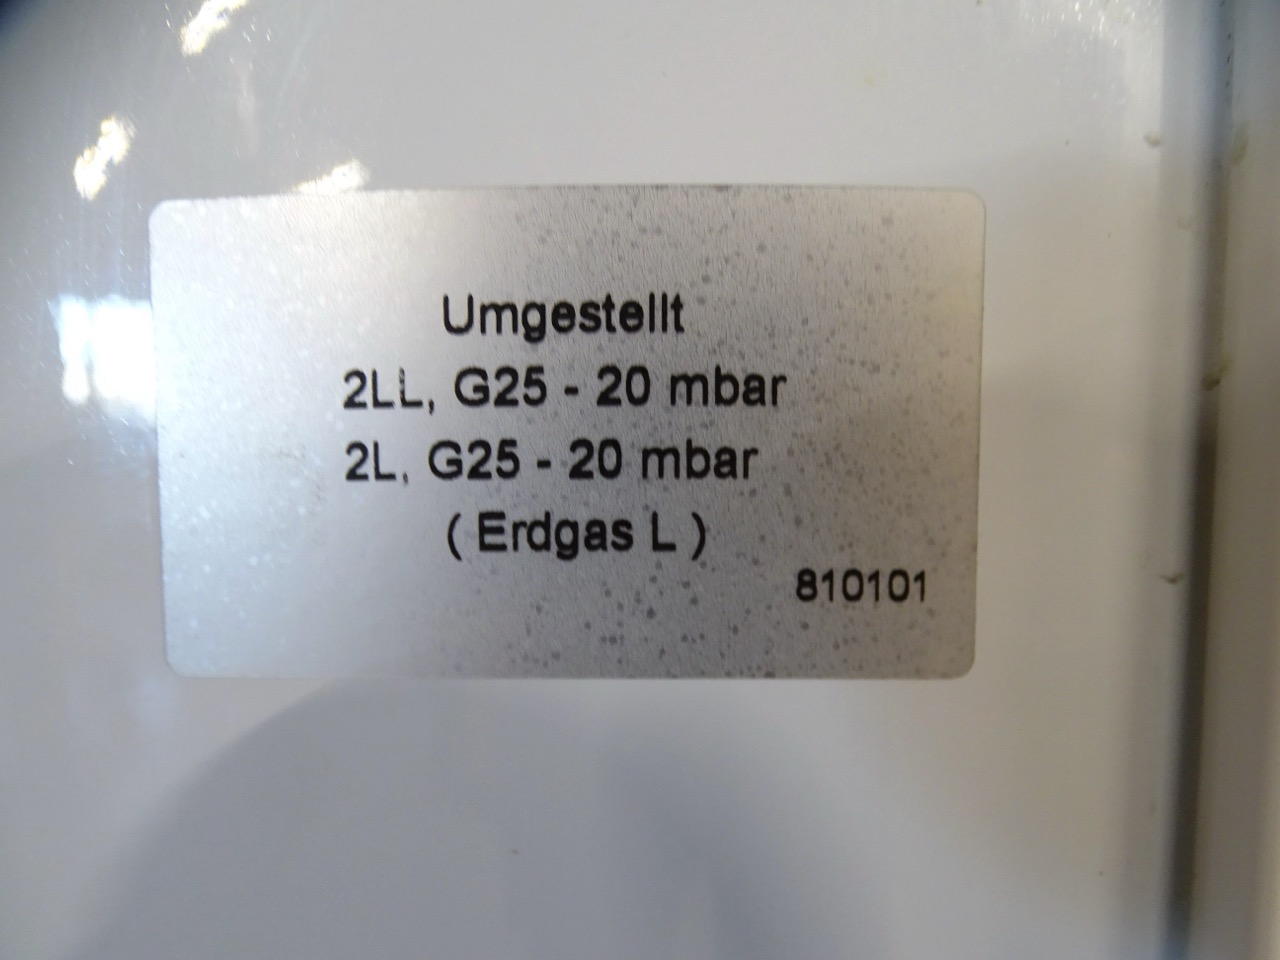 Umgestellt
2LL, G25 - 20 mbar
2L, G25 - 20 mbar
( Erdgas L )
810101